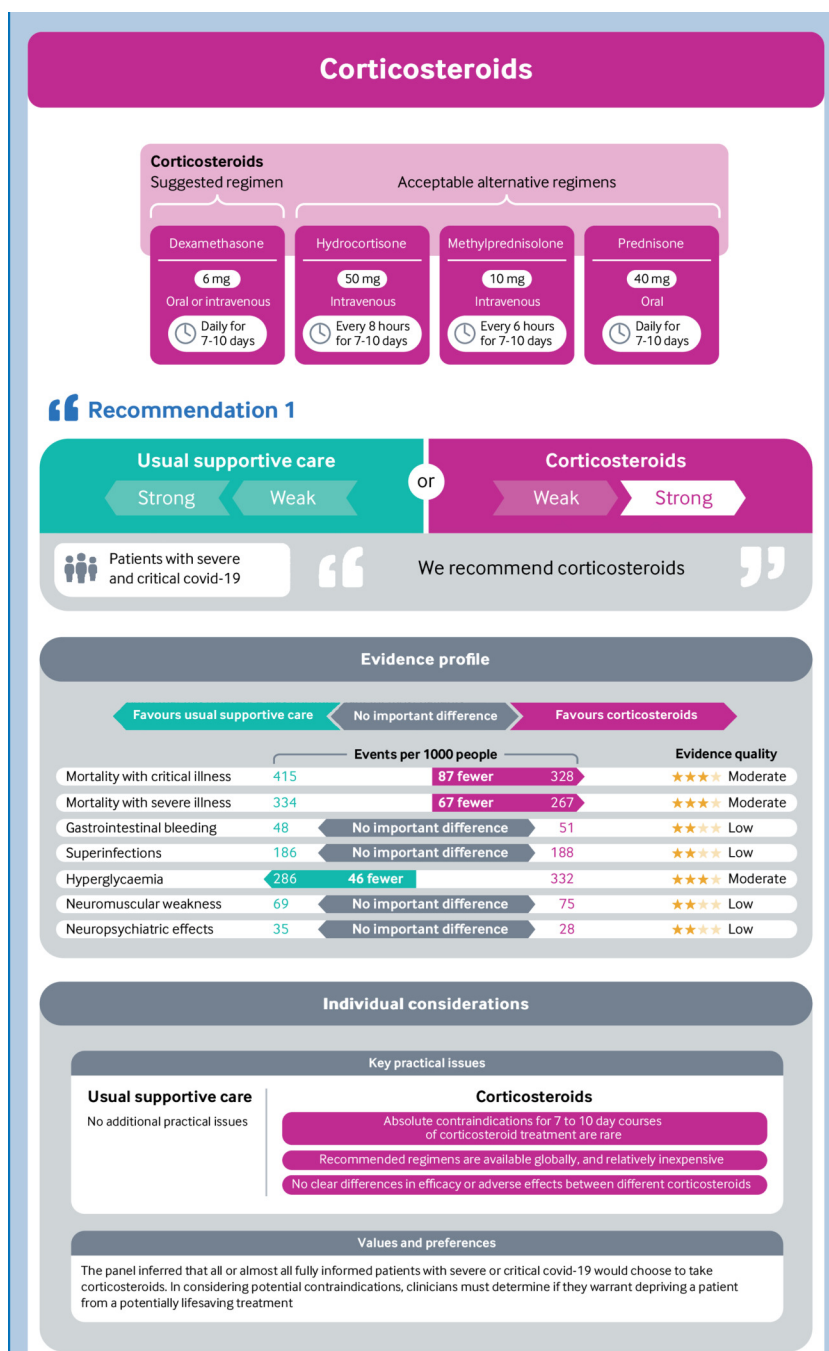 Corticosteroids
Corticosteroids
Suggested regimen
Acceptable alternative regimens
Dexamethasone
6 mg
Oral or intravenous
Daily for
7-10 days
Hydrocortisone
50 mg
Intravenous
Every 8 hours
for 7-10 days
Methylprednisolone
10 mg
Intravenous
Every 6 hours
for 7-10 days
Prednisone
40 mg
Oral
Daily for
7-10 days
Recommendation 1
Usual supportive care
Strong Weak
or
Corticosteroids
Weak Strong
Patients with severe
and critical covid-19
“ We recommend corticosteroids ”
Evidence profile
Favours usual supportive care No important difference Favours corticosteroids
Events per 1000 people Evidence quality
Mortality with critical illness 415 87 fewer 328 Moderate
Mortality with severe illness 334 67 fewer 267 Moderate
Gastrointestinal bleeding 48 No important difference 51 Low
Superinfections 186 No important difference 188 Low
Hyperglycaemia 286 46 fewer 332 Moderate
Neuromuscular weakness 69 No important difference 75 Low
Neuropsychiatric effects 35 No important difference 28 Low
Individual considerations
Key practical issues
Usual supportive care
No additional practical issues
Corticosteroids
Absolute contraindications for 7 to 10 day courses
of corticosteroid treatment are rare
Recommended regimens are available globally, and relatively inexpensive
No clear differences in efficacy or adverse effects between different corticosteroids
Values and preferences
The panel inferred that all or almost all fully informed patients with severe or critical covid-19 would choose to take
corticosteroids. In considering potential contraindications, clinicians must determine if they warrant depriving a patient
from a potentially lifesaving treatment